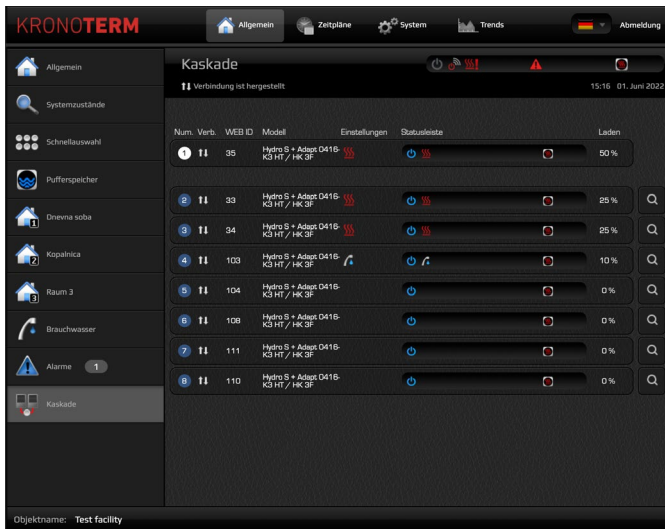 KRONOTERM
Allgemein Zeitpläne System Trends Abmeldung
Allgemein
Systemzustände
Schnellauswahl
Pufferspeicher
1 Dnevna soba
2 Kopalnica
3 Raum 3
Brauchwasser
Alarme 1
Kaskade
Kaskade
Verbindung ist hergestellt 15:16 01. Juni 2022
Num. Verb. WEB ID Modell Einstellungen Statusleiste Laden
1 35 Hydro S + Adapt 0416-
K3 HT / HK 3F 50 %
2 33 Hydro S + Adapt 0416-
K3 HT / HK 3F 25 %
3 34 Hydro S + Adapt 0416-
K3 HT / HK 3F 25 %
4 103 Hydro S + Adapt 0416-
K3 HT / HK 3F 10 %
5 104 Hydro S + Adapt 0416-
K3 HT / HK 3F 0 %
6 108 Hydro S + Adapt 0416-
K3 HT / HK 3F 0 %
7 111 Hydro S + Adapt 0416-
K3 HT / HK 3F 0 %
8 110 Hydro S + Adapt 0416-
K3 HT / HK 3F 0 %
Objektname: Test facility